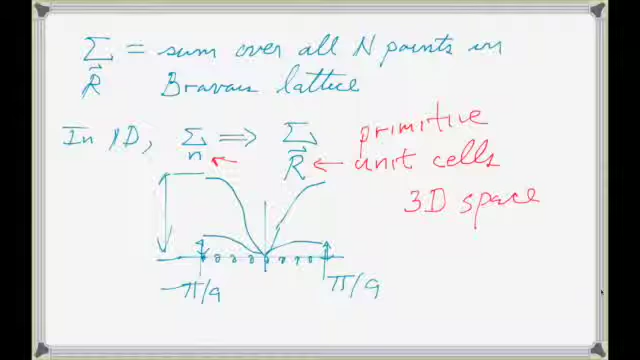 ∑ = sum over all N points in
R⃗ Bravais lattice
In 1D, ∑ ⟹ ∑ primitive
n ← R⃗ ← unit cells
3D space
-π/a π/a